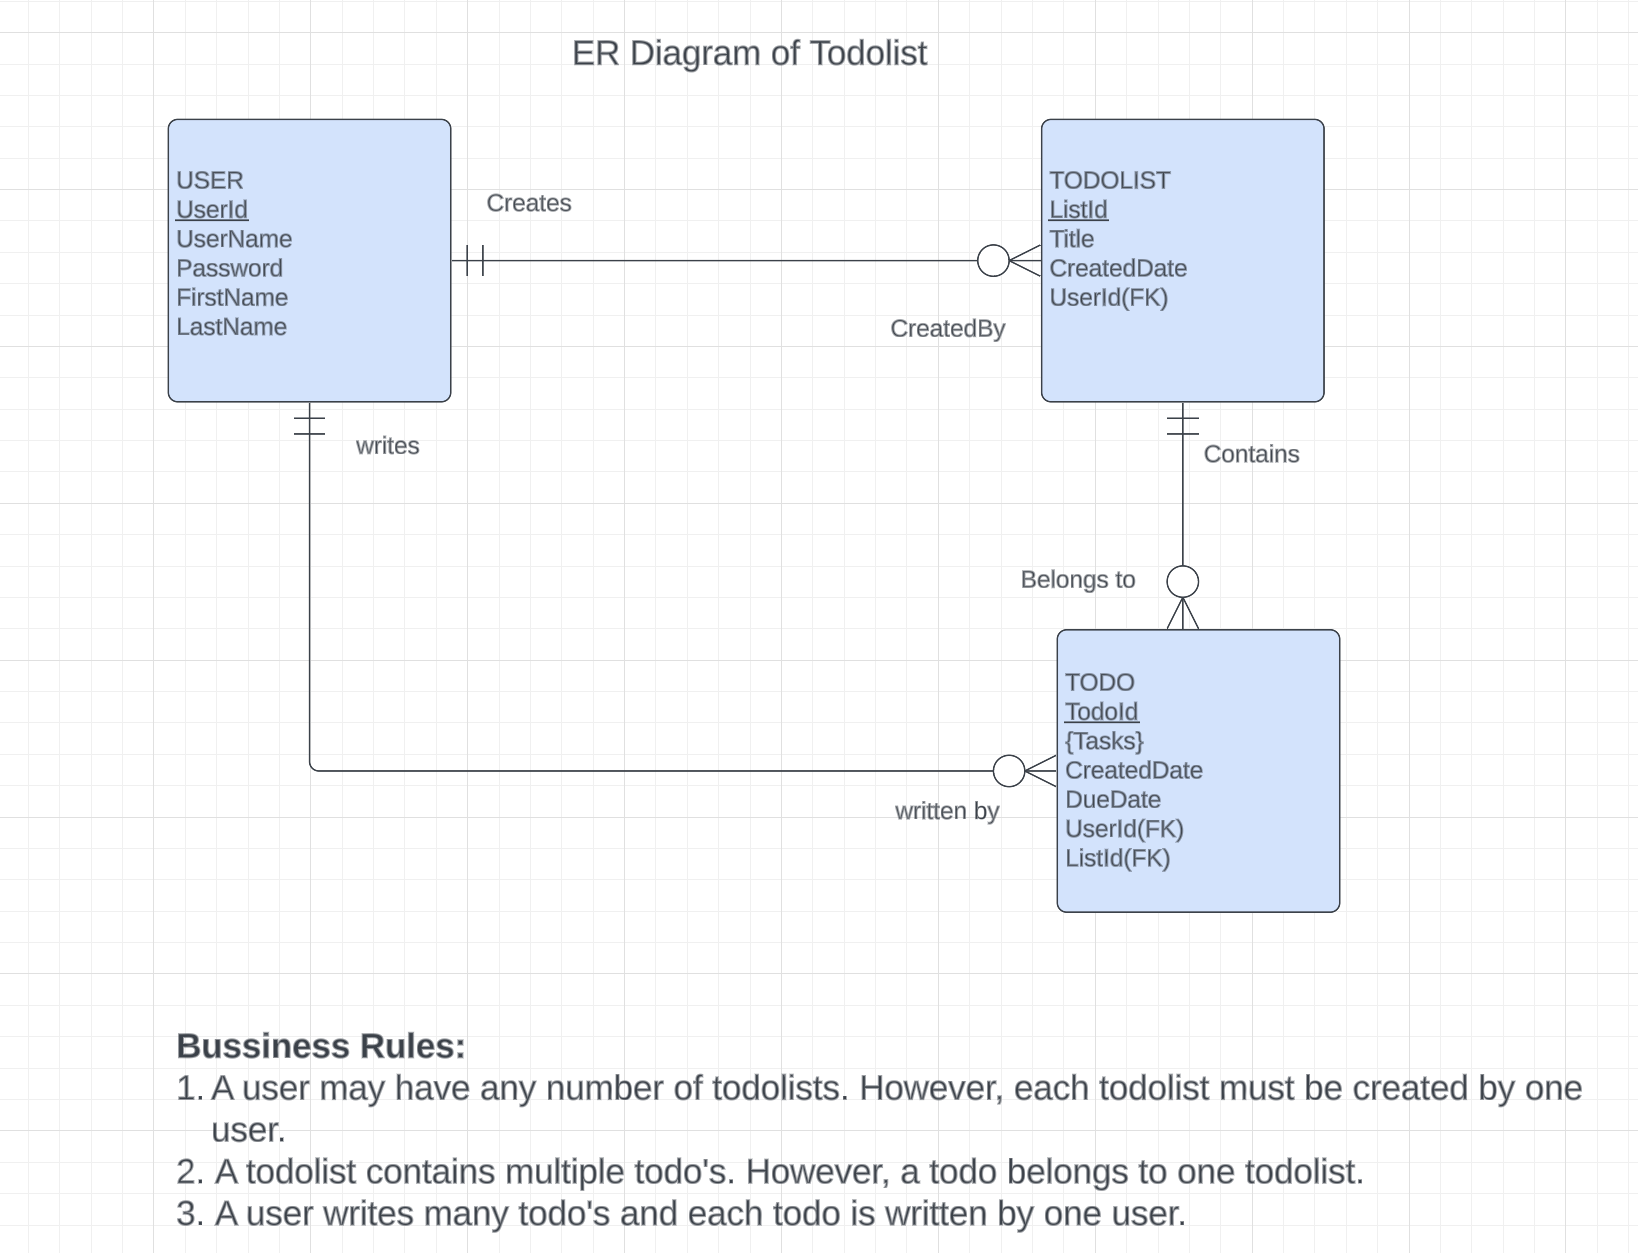 ER Diagram of Todolist
USER
UserId
UserName
Password
FirstName
LastName
Creates
CreatedBy
TODOLIST
ListId
Title
CreatedDate
UserId(FK)
writes
Contains
Belongs to
written by
TODO
TodoId
{Tasks}
CreatedDate
DueDate
UserId(FK)
ListId(FK)
Bussiness Rules:
1. A user may have any number of todolists. However, each todolist must be created by one
user.
2. A todolist contains multiple todo's. However, a todo belongs to one todolist.
3. A user writes many todo's and each todo is written by one user.